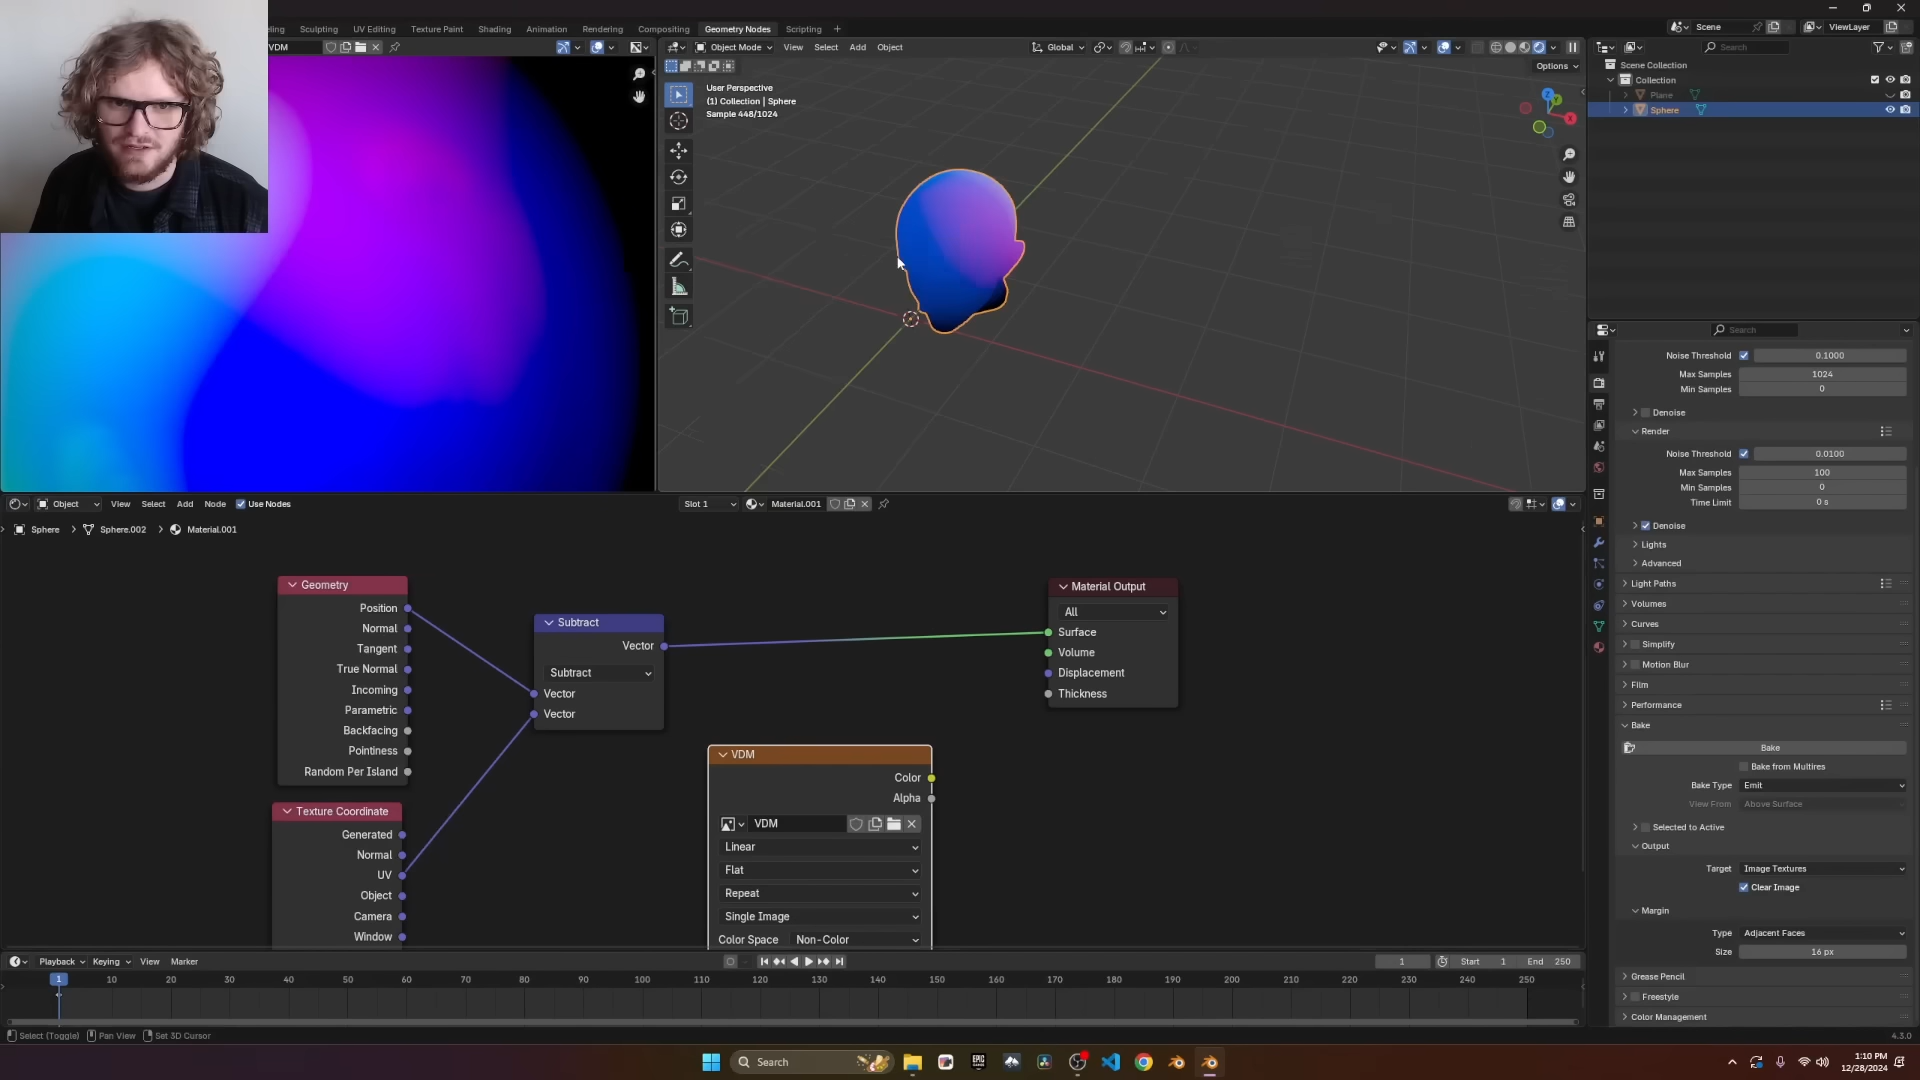 Sculpting UV Editing Texture Paint Shading Animation Rendering Compositing Geometry Nodes Scripting +
Scene ViewLayer
VDM
Object Mode View Select Add Object Global
Options
User Perspective
(1) Collection | Sphere
Sample 448/1024
Search
Scene Collection
Collection
Plane
Sphere
Search
Noise Threshold 0.1000
Max Samples 1024
Min Samples 0
Denoise
Render
Noise Threshold 0.0100
Max Samples 100
Min Samples 0
Time Limit 0 s
Denoise
Lights
Advanced
Light Paths
Volumes
Curves
Simplify
Motion Blur
Film
Performance
Bake
Bake
Bake from Multires
Bake Type Emit
View From Above Surface
Selected to Active
Output
Target Image Textures
Clear Image
Margin
Type Adjacent Faces
Size 16 px
Grease Pencil
Freestyle
Color Management
Object View Select Add Node Use Nodes Slot 1 Material.001
Sphere > Sphere.002 > Material.001
Geometry
Position
Normal
Tangent
True Normal
Incoming
Parametric
Backfacing
Pointiness
Random Per Island
Texture Coordinate
Generated
Normal
UV
Object
Camera
Window
Subtract
Vector
Subtract
Vector
Vector
VDM
Color
Alpha
VDM
Linear
Flat
Repeat
Single Image
Color Space Non-Color
Material Output
All
Surface
Volume
Displacement
Thickness
Playback Keying View Marker 1 Start 1 End 250
1 10 20 30 40 50 60 70 80 90 100 110 120 130 140 150 160 170 180 190 200 210 220 230 240 250
Select (Toggle) Pan View Set 3D Cursor 4.3.0
Search
1:10 PM
12/28/2024